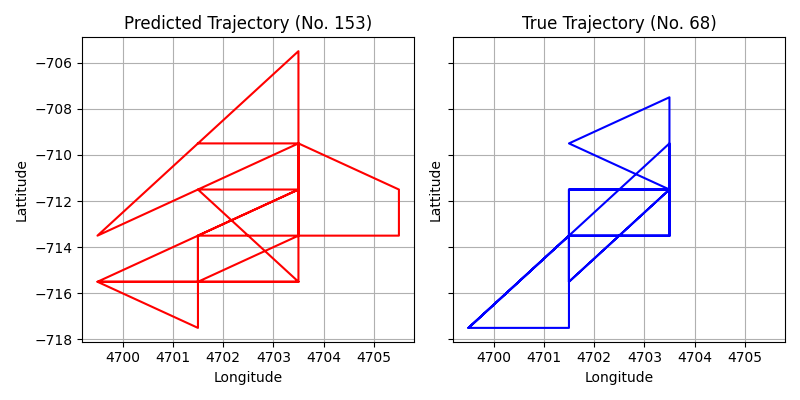 Predicted Trajectory (No. 153)
True Trajectory (No. 68)
−706
−708
−710
−712
−714
−716
−718
Lattitude
Lattitude
4700 4701 4702 4703 4704 4705
4700 4701 4702 4703 4704 4705
Longitude
Longitude